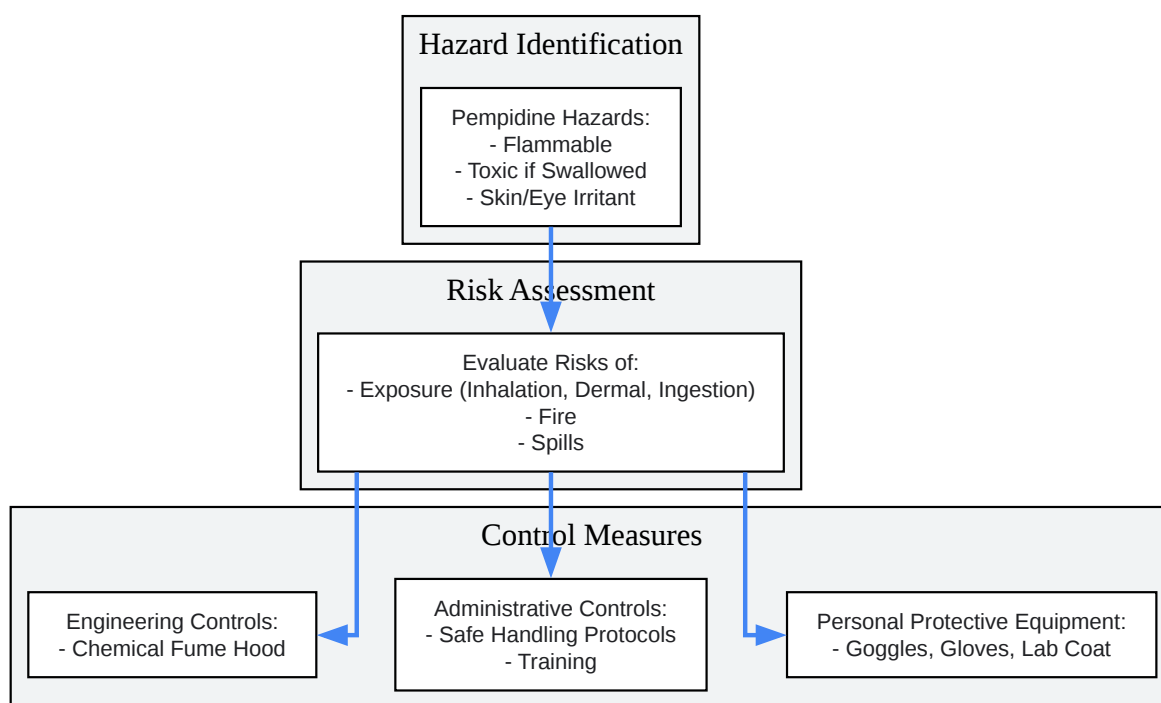 Hazard Identification
Pempidine Hazards:
- Flammable
- Toxic if Swallowed
- Skin/Eye Irritant
Risk Assessment
Evaluate Risks of:
- Exposure (Inhalation, Dermal, Ingestion)
- Fire
- Spills
Control Measures
Engineering Controls:
- Chemical Fume Hood
Administrative Controls:
- Safe Handling Protocols
- Training
Personal Protective Equipment:
- Goggles, Gloves, Lab Coat